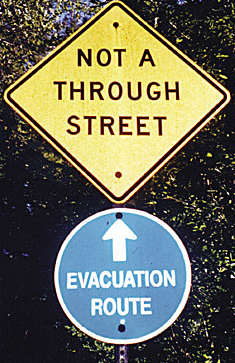 NOT A
THROUGH
STREET
EVACUATION
ROUTE